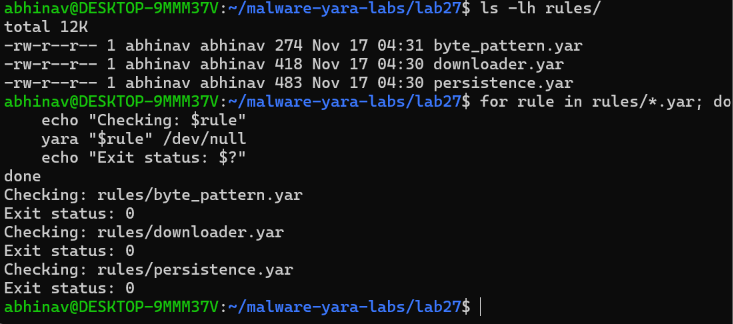 abhinav@DESKTOP-9MMM37V:~/malware-yara-labs/lab27$ ls -lh rules/
total 12K
-rw-r--r-- 1 abhinav abhinav 274 Nov 17 04:31 byte_pattern.yar
-rw-r--r-- 1 abhinav abhinav 418 Nov 17 04:30 downloader.yar
-rw-r--r-- 1 abhinav abhinav 483 Nov 17 04:30 persistence.yar
abhinav@DESKTOP-9MMM37V:~/malware-yara-labs/lab27$ for rule in rules/*.yar; do
    echo "Checking: $rule"
    yara "$rule" /dev/null
    echo "Exit status: $?"
done
Checking: rules/byte_pattern.yar
Exit status: 0
Checking: rules/downloader.yar
Exit status: 0
Checking: rules/persistence.yar
Exit status: 0
abhinav@DESKTOP-9MMM37V:~/malware-yara-labs/lab27$